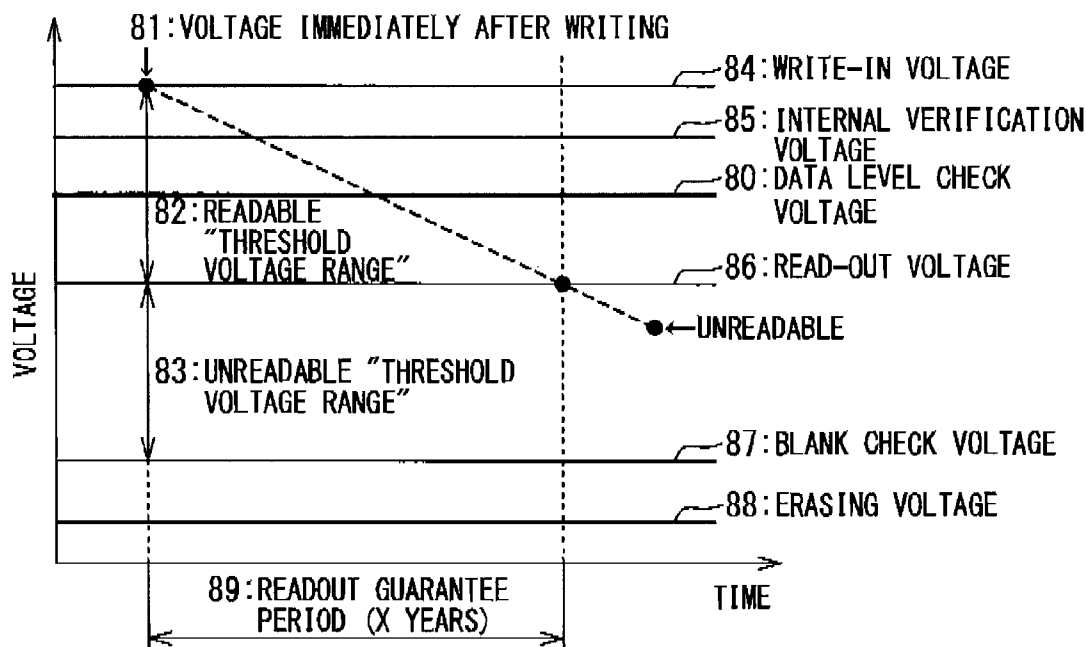 81:VOLTAGE IMMEDIATELY AFTER WRITING
84:WRITE-IN VOLTAGE
85:INTERNAL VERIFICATION
VOLTAGE
80:DATA LEVEL CHECK
VOLTAGE
82:READABLE
"THRESHOLD
VOLTAGE RANGE"
86:READ-OUT VOLTAGE
UNREADABLE
VOLTAGE
83:UNREADABLE "THRESHOLD
VOLTAGE RANGE"
87:BLANK CHECK VOLTAGE
88:ERASING VOLTAGE
89:READOUT GUARANTEE
PERIOD (X YEARS)
TIME